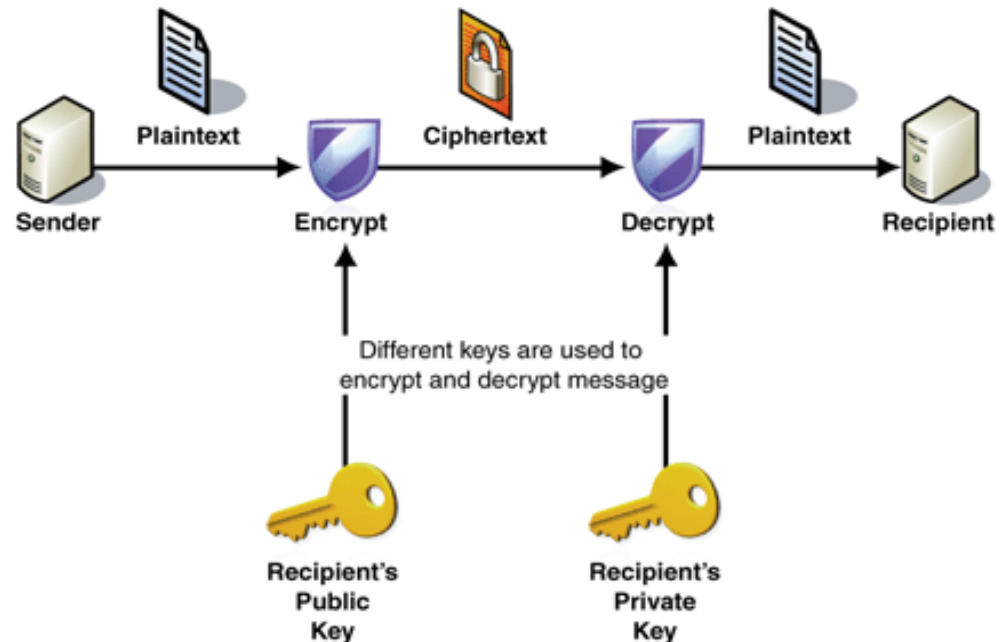 Plaintext
Ciphertext
Plaintext
Sender
Encrypt
Decrypt
Recipient
Different keys are used to
encrypt and decrypt message
Recipient's
Public
Key
Recipient's
Private
Key